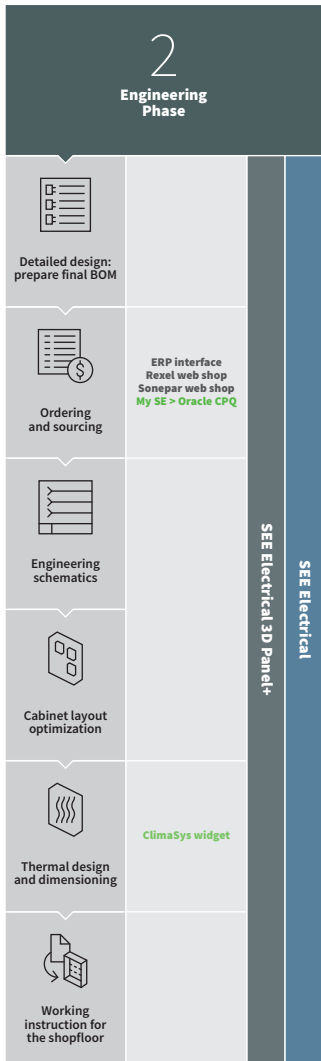 2
Engineering
Phase
Detailed design:
prepare final BOM
Ordering
and sourcing
ERP interface
Rexel web shop
Sonepar web shop
My SE > Oracle CPQ
Engineering
schematics
Cabinet layout
optimization
Thermal design
and dimensioning
ClimaSys widget
Working
instruction for
the shopfloor
SEE Electrical 3D Panel+
SEE Electrical